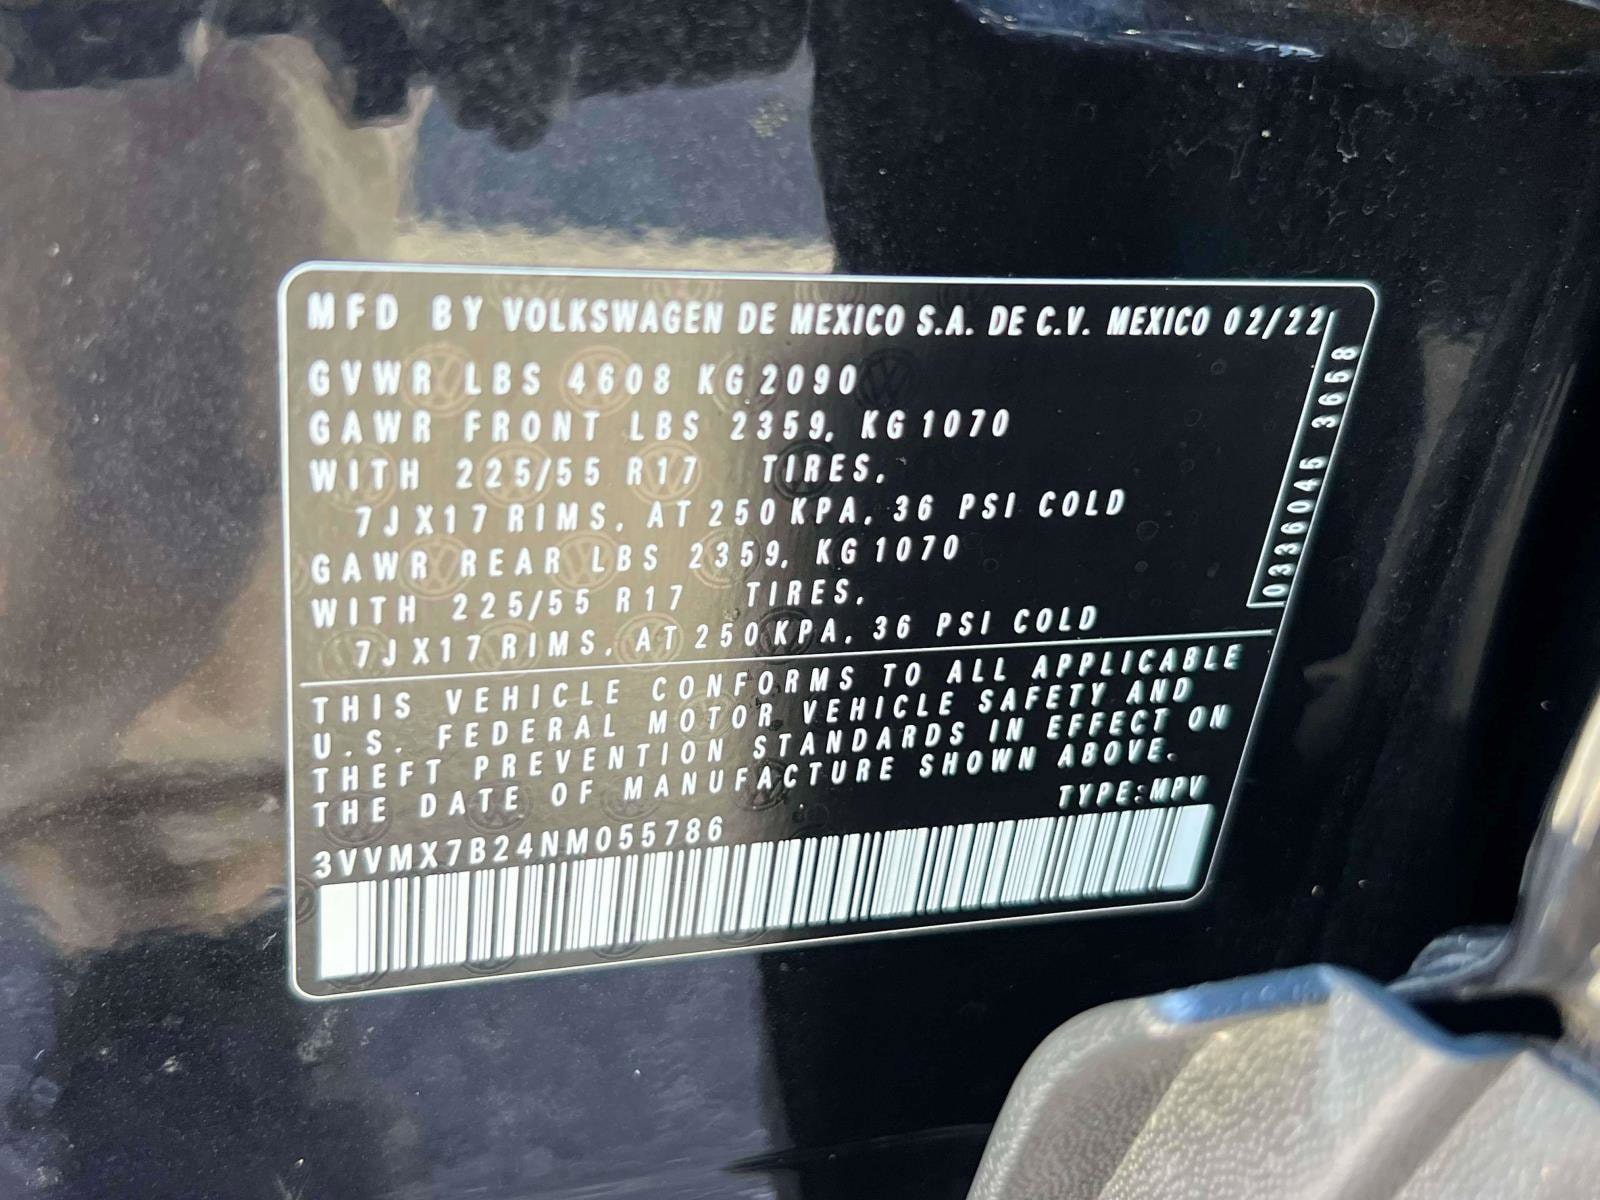 MFD BY VOLKSWAGEN DE MEXICO S.A. DE C.V. MEXICO 02/22
GVWR LBS 4608 KG 2090
GAWR FRONT LBS 2359, KG 1070
WITH 225/55 R17 TIRES,
7JX17 RIMS, AT 250 KPA, 36 PSI COLD
GAWR REAR LBS 2359, KG 1070
WITH 225/55 R17 TIRES,
7JX17 RIMS, AT 250 KPA, 36 PSI COLD
0336045 3658
THIS VEHICLE CONFORMS TO ALL APPLICABLE
U.S. FEDERAL MOTOR VEHICLE SAFETY AND
THEFT PREVENTION STANDARDS IN EFFECT ON
THE DATE OF MANUFACTURE SHOWN ABOVE.
TYPE:MPV
3VVMX7B24NM055786